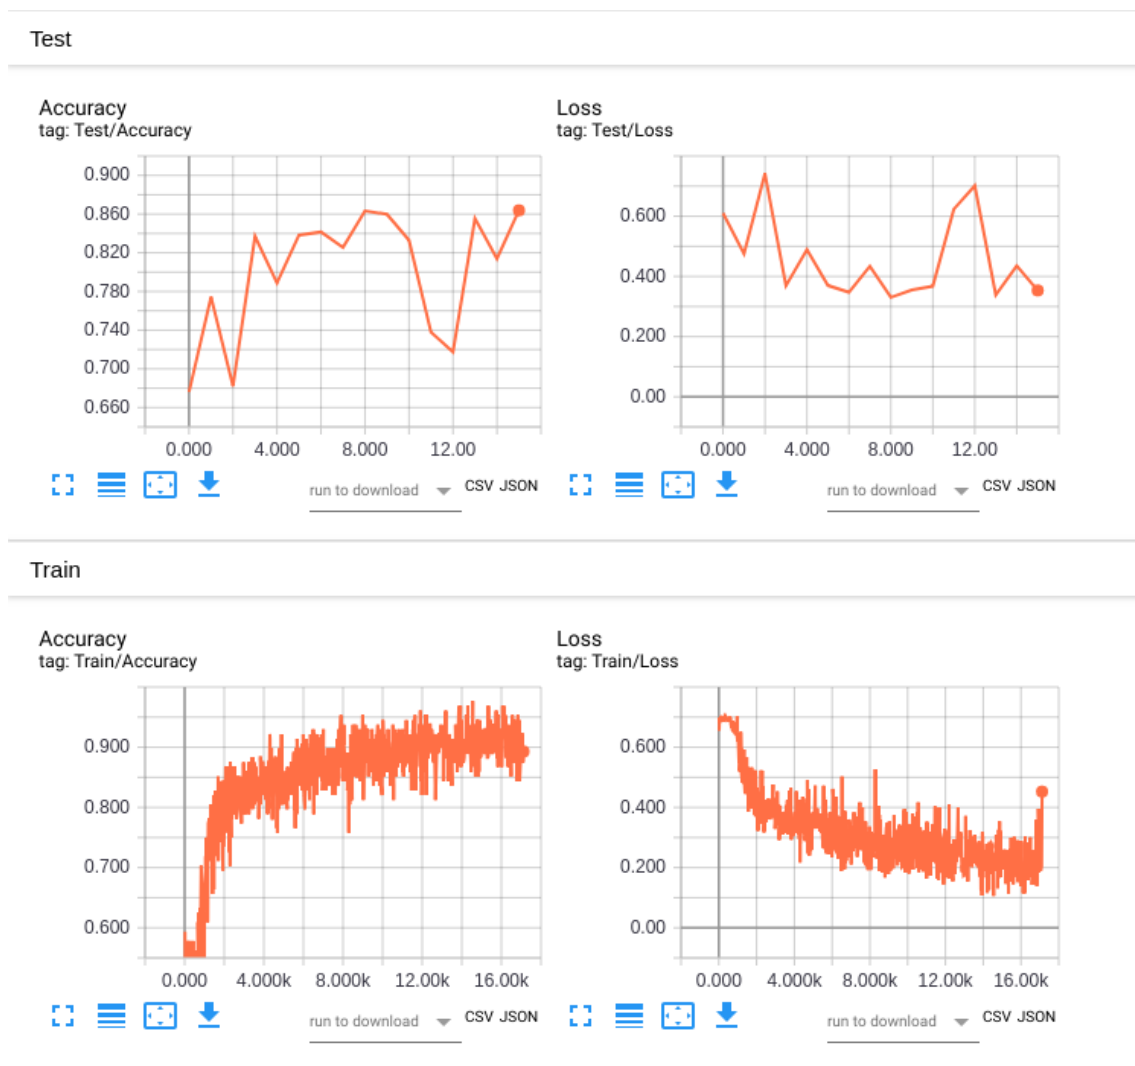 Test
Accuracy
tag: Test/Accuracy
0.900
0.860
0.820
0.780
0.740
0.700
0.660
0.000 4.000 8.000 12.00
run to download CSV JSON
Loss
tag: Test/Loss
0.600
0.400
0.200
0.00
0.000 4.000 8.000 12.00
run to download CSV JSON
Train
Accuracy
tag: Train/Accuracy
0.900
0.800
0.700
0.600
0.000 4.000k 8.000k 12.00k 16.00k
run to download CSV JSON
Loss
tag: Train/Loss
0.600
0.400
0.200
0.00
0.000 4.000k 8.000k 12.00k 16.00k
run to download CSV JSON